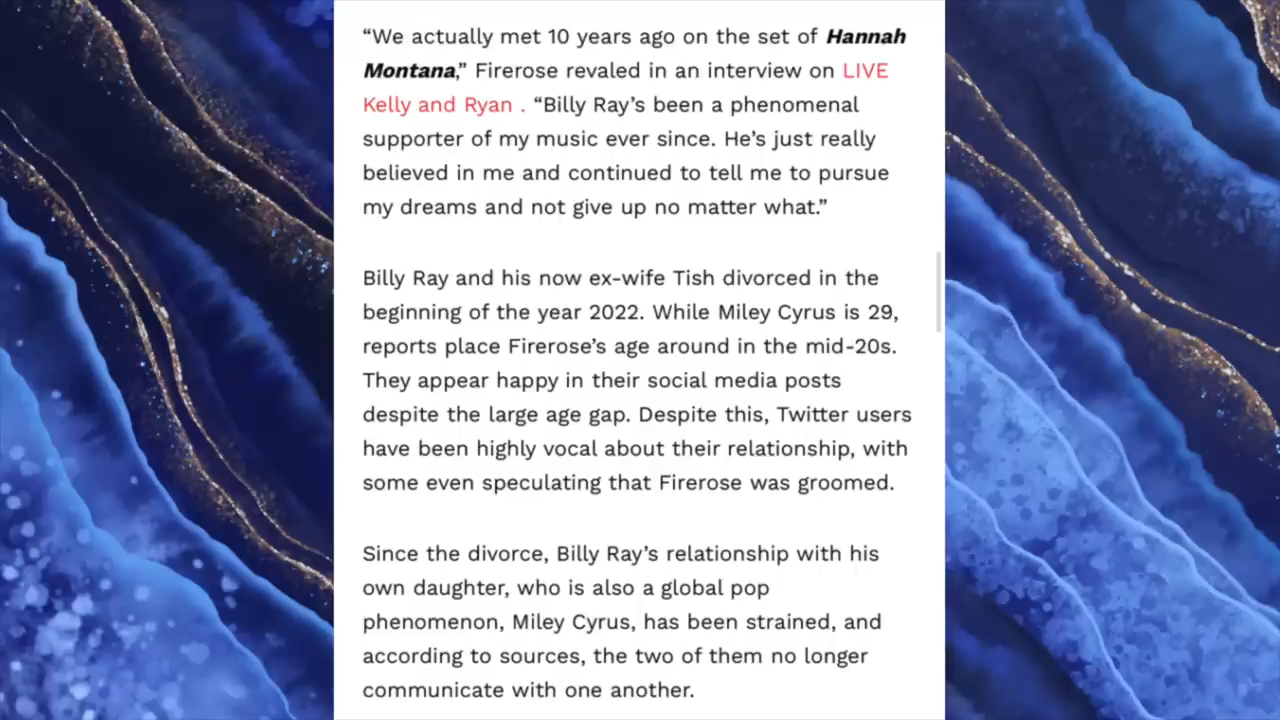 “We actually met 10 years ago on the set of Hannah
Montana,” Firerose revaled in an interview on LIVE
Kelly and Ryan . “Billy Ray’s been a phenomenal
supporter of my music ever since. He’s just really
believed in me and continued to tell me to pursue
my dreams and not give up no matter what.”
Billy Ray and his now ex-wife Tish divorced in the
beginning of the year 2022. While Miley Cyrus is 29,
reports place Firerose’s age around in the mid-20s.
They appear happy in their social media posts
despite the large age gap. Despite this, Twitter users
have been highly vocal about their relationship, with
some even speculating that Firerose was groomed.
Since the divorce, Billy Ray’s relationship with his
own daughter, who is also a global pop
phenomenon, Miley Cyrus, has been strained, and
according to sources, the two of them no longer
communicate with one another.